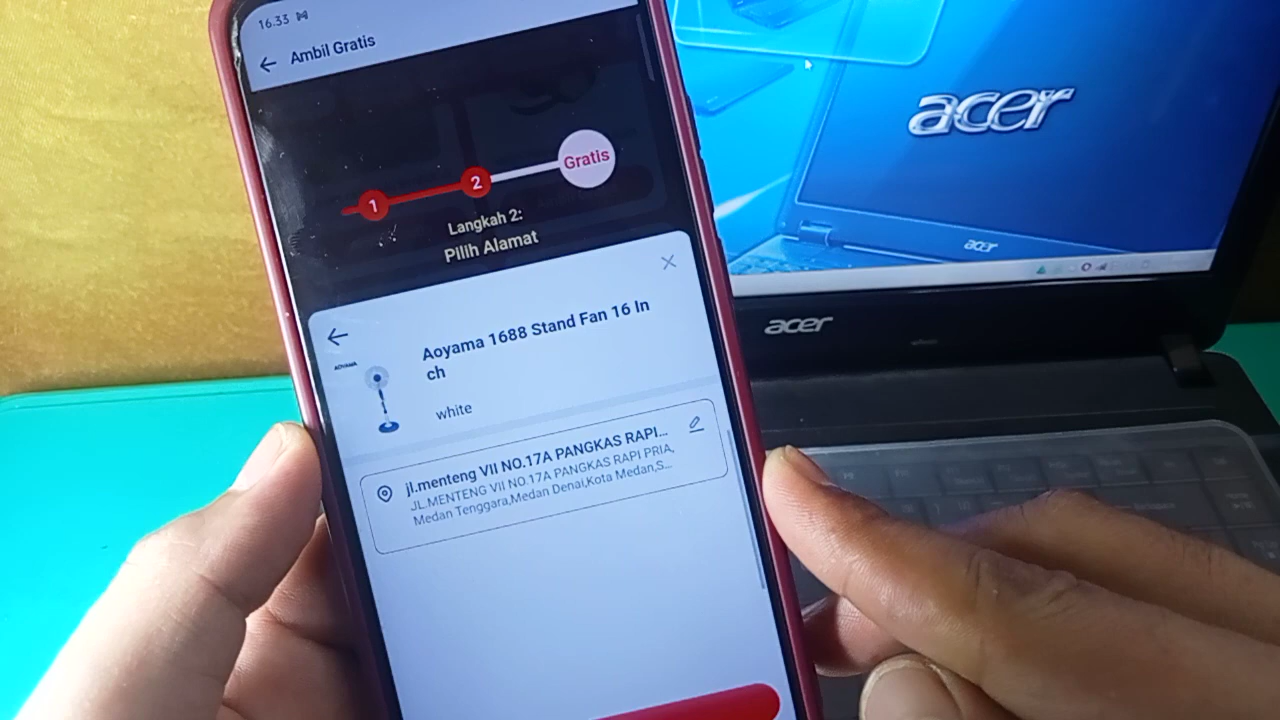 16.33
Ambil Gratis
1
2
Gratis
Langkah 2:
Pilih Alamat
Aoyama 1688 Stand Fan 16 In
ch
AOYAMA
white
jl.menteng VII NO.17A PANGKAS RAPI...
JL.MENTENG VII NO.17A PANGKAS RAPI PRIA,
Medan Tenggara,Medan Denai,Kota Medan,S...
acer
acer
acer